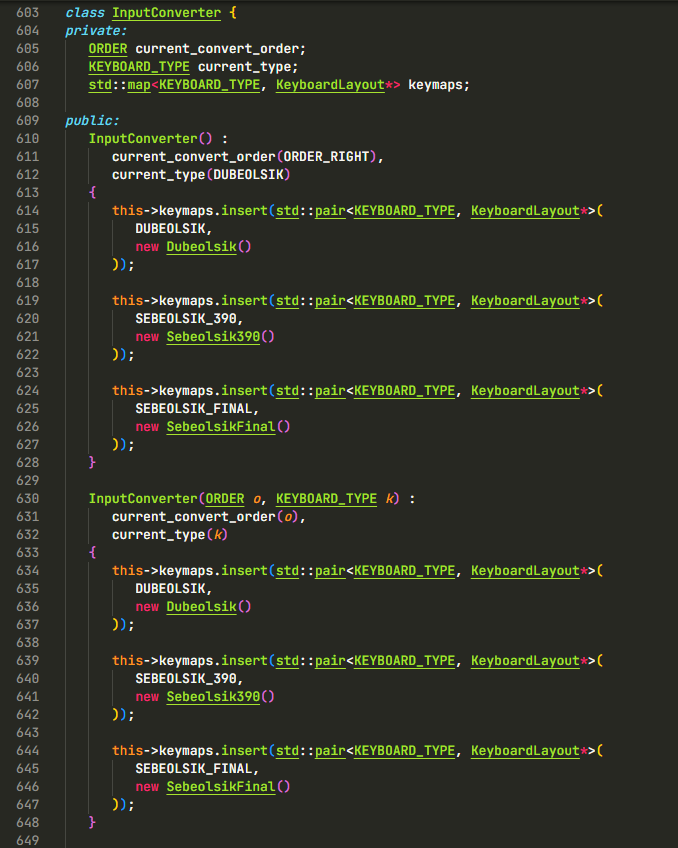 603 class InputConverter {
604 private:
605 ORDER current_convert_order;
606 KEYBOARD_TYPE current_type;
607 std::map<KEYBOARD_TYPE, KeyboardLayout*> keymaps;
608
609 public:
610 InputConverter() :
611 current_convert_order(ORDER_RIGHT),
612 current_type(DUBEOLSIK)
613 {
614 this->keymaps.insert(std::pair<KEYBOARD_TYPE, KeyboardLayout*>(
615 DUBEOLSIK,
616 new Dubeolsik()
617 ));
618
619 this->keymaps.insert(std::pair<KEYBOARD_TYPE, KeyboardLayout*>(
620 SEBEOLSIK_390,
621 new Sebeolsik390()
622 ));
623
624 this->keymaps.insert(std::pair<KEYBOARD_TYPE, KeyboardLayout*>(
625 SEBEOLSIK_FINAL,
626 new SebeolsikFinal()
627 ));
628 }
629
630 InputConverter(ORDER o, KEYBOARD_TYPE k) :
631 current_convert_order(o),
632 current_type(k)
633 {
634 this->keymaps.insert(std::pair<KEYBOARD_TYPE, KeyboardLayout*>(
635 DUBEOLSIK,
636 new Dubeolsik()
637 ));
638
639 this->keymaps.insert(std::pair<KEYBOARD_TYPE, KeyboardLayout*>(
640 SEBEOLSIK_390,
641 new Sebeolsik390()
642 ));
643
644 this->keymaps.insert(std::pair<KEYBOARD_TYPE, KeyboardLayout*>(
645 SEBEOLSIK_FINAL,
646 new SebeolsikFinal()
647 ));
648 }
649